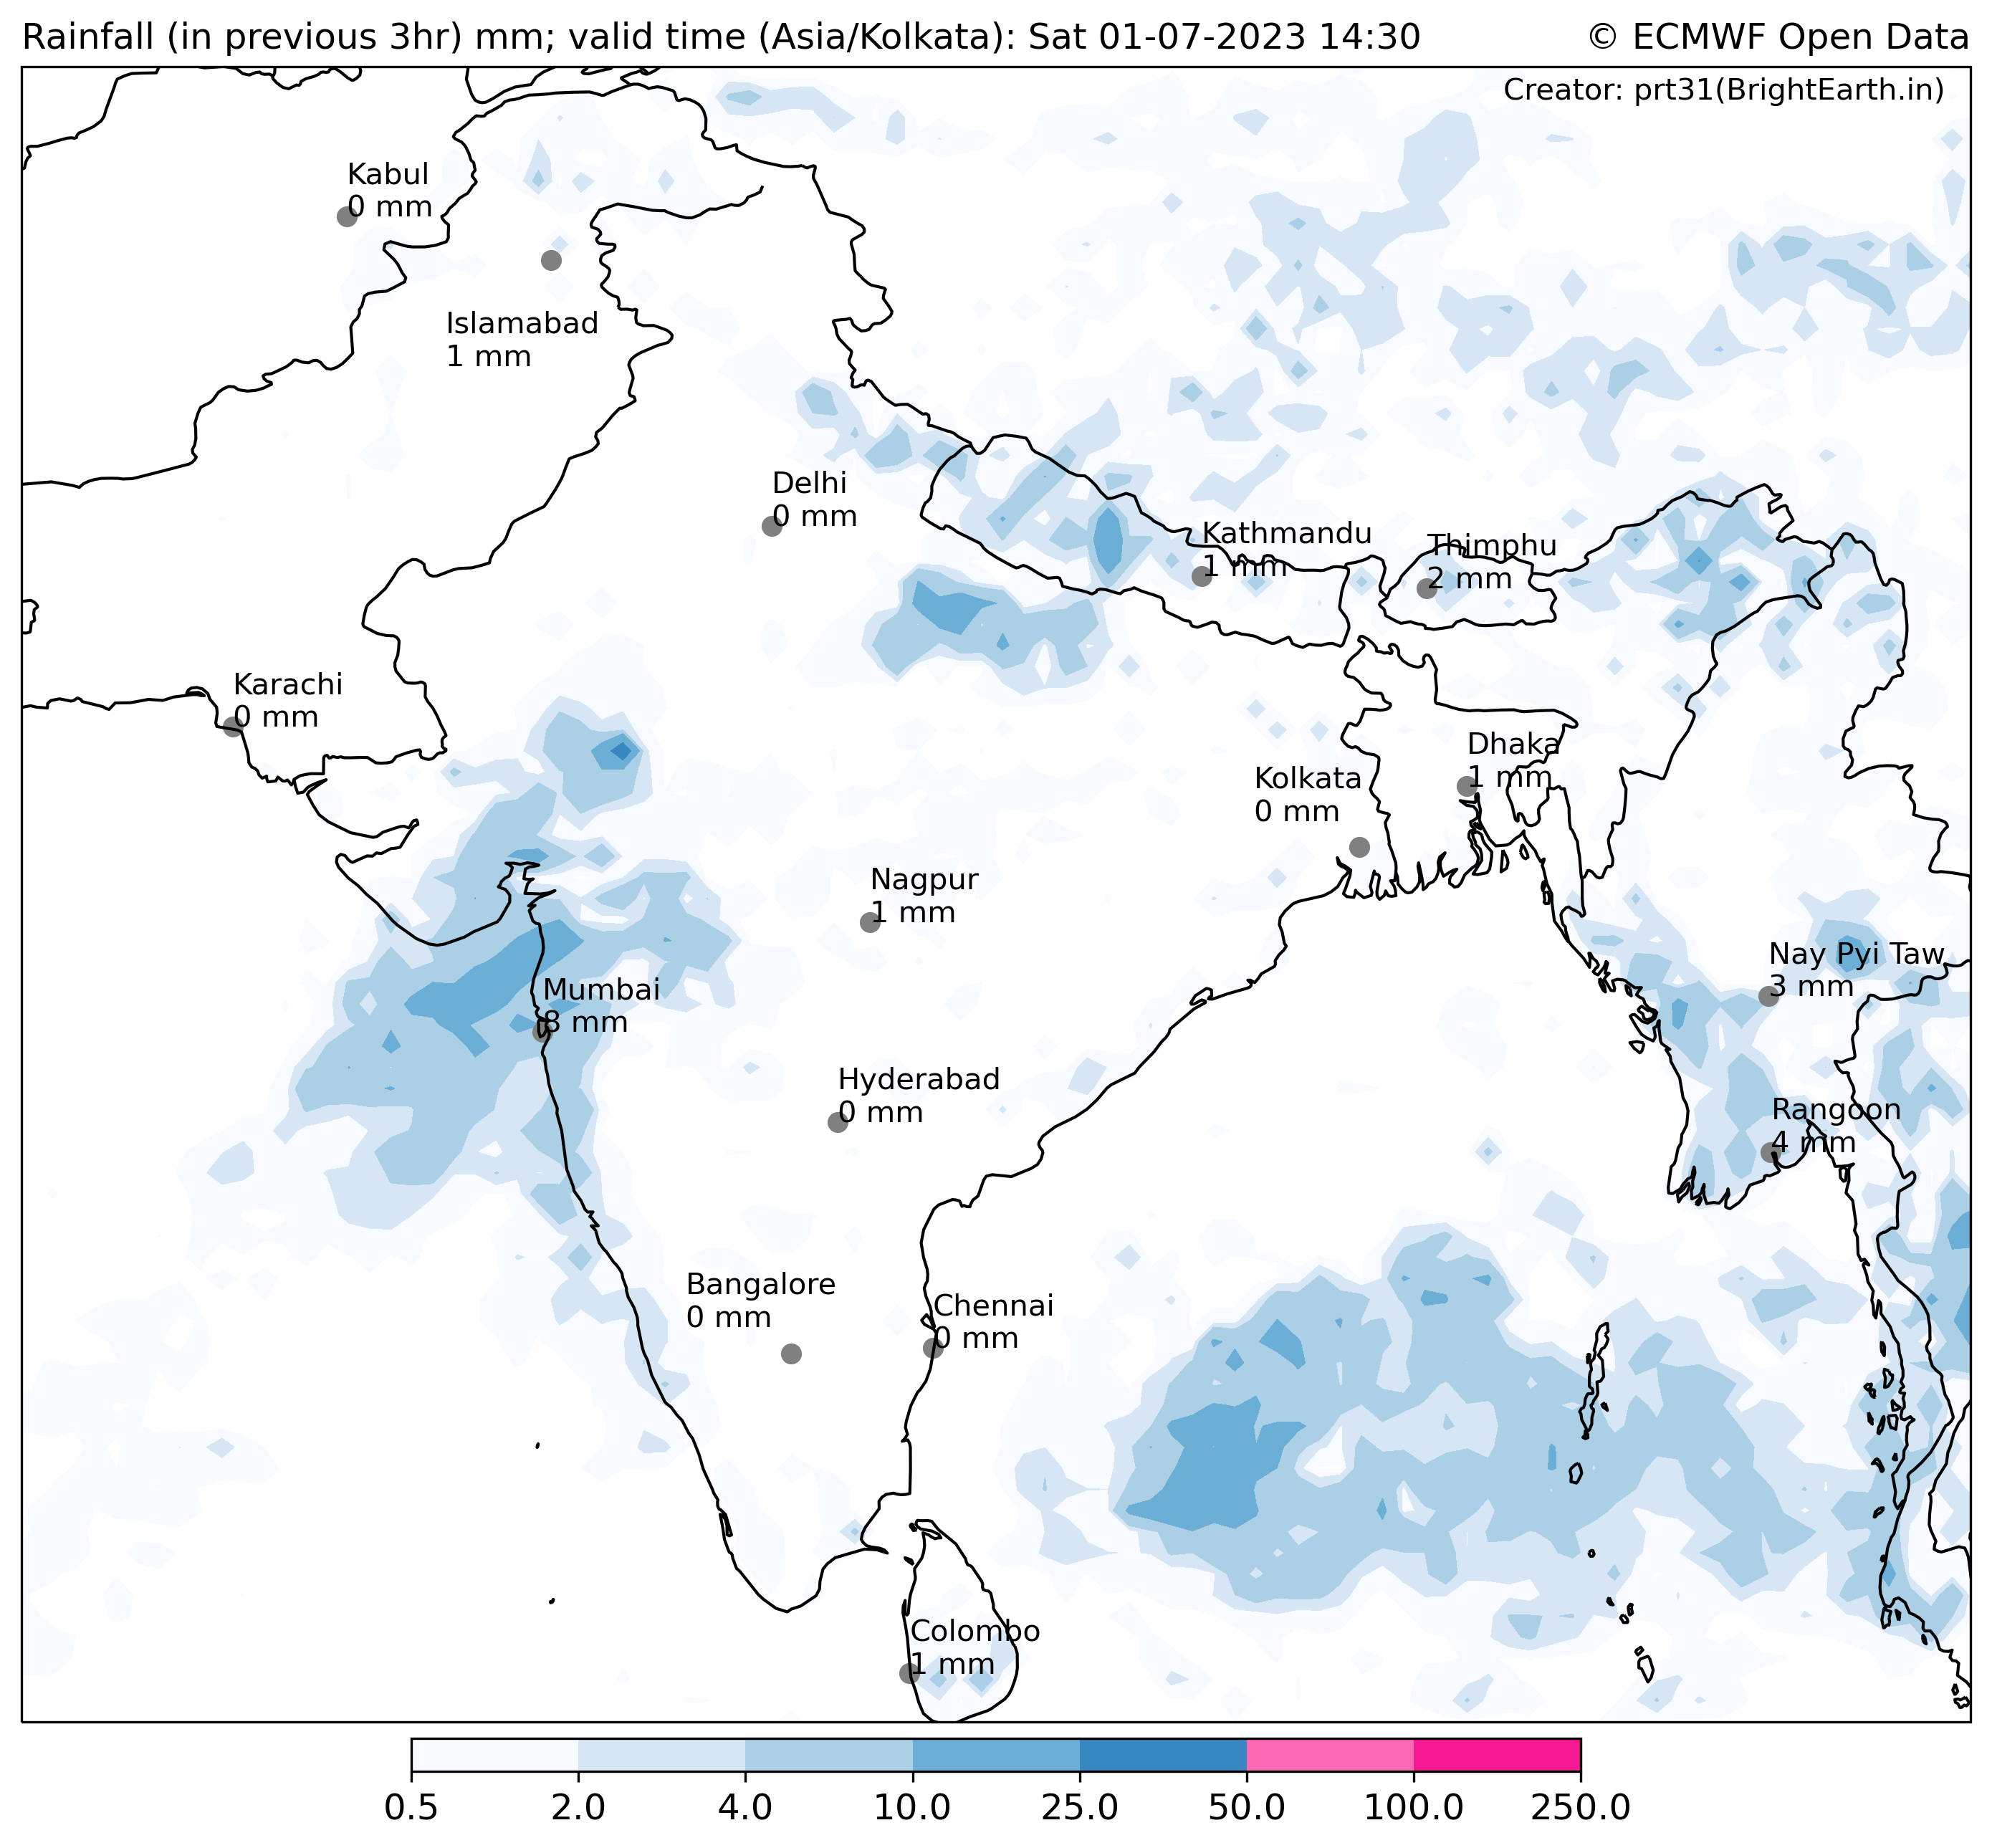 Rainfall (in previous 3hr) mm; valid time (Asia/Kolkata): Sat 01-07-2023 14:30
© ECMWF Open Data
Creator: prt31(BrightEarth.in)
Kabul
0 mm
Islamabad
1 mm
Delhi
0 mm
Kathmandu
1 mm
Thimphu
2 mm
Karachi
0 mm
Dhaka
1 mm
Kolkata
0 mm
Nagpur
1 mm
Nay Pyi Taw
3 mm
Mumbai
8 mm
Hyderabad
0 mm
Rangoon
4 mm
Bangalore
0 mm
Chennai
0 mm
Colombo
1 mm
0.5 2.0 4.0 10.0 25.0 50.0 100.0 250.0